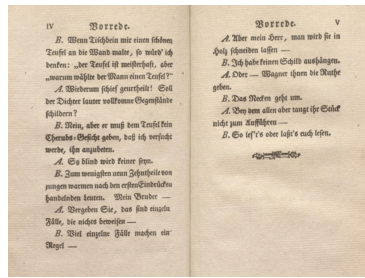 IV Vorrede.
B. Wenn Tischbein mir einen schönen
Teufel an die Wand malte, so würd' ich
denken: „der Teufel ist meisterhaft, aber
„warum wählte der Mann einen Teufel?"
A. Wiederum schief geurtheilt! Soll
der Dichter lauter vollkomne Gegenstände
schildern?
B. Nein, aber er muß dem Teufel kein
Cherubs-Gesicht geben, daß ich versucht
werde, ihn anzubeten.
A. So blind wird keiner seyn.
B. Zum wenigsten neun Zehntheile von
jungen warmen nach den ersten Eindrücken
handelnden Leuten. Mein Bruder —
A. Vergeben Sie, das sind einzeln
Fälle, die nichts beweisen —
B. Viel einzelne Fälle machen ein
Regel —
Vorrede. V
A. Aber mein Herr, man wird sie in
Holz schneiden lassen —
B. Ich habe keinen Schild aushängen.
A. Oder — Wagner ihnen die Ruthe
geben.
B. Das Necken geht um.
A. Bey dem allen aber taugt ihr Stück
nicht zum Aufführen —
B. So les't's oder laßt's euch lesen.